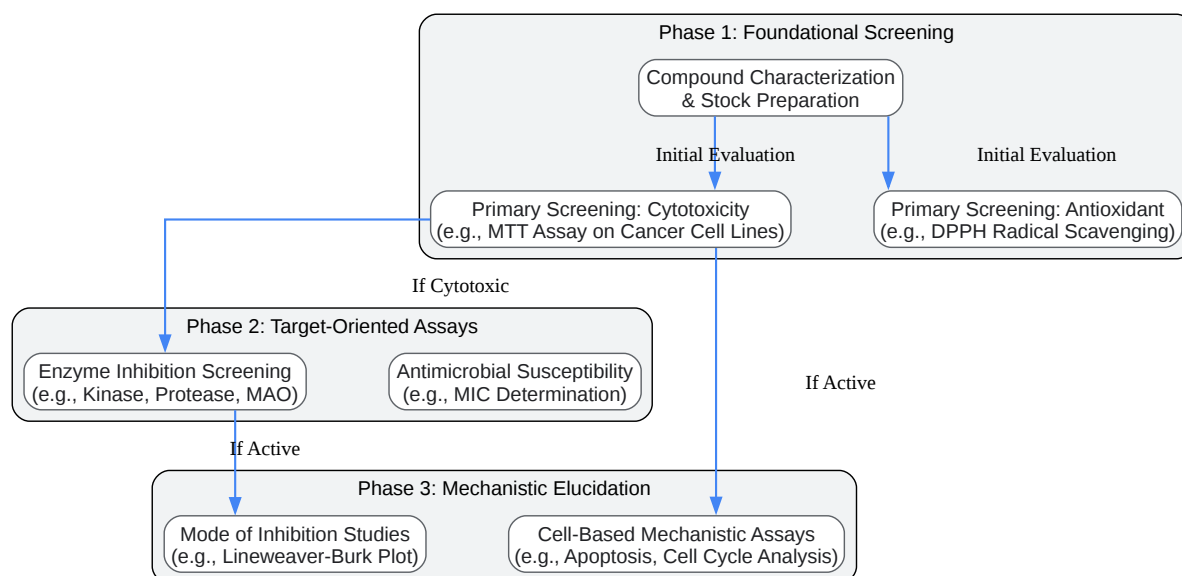 Phase 1: Foundational Screening
Compound Characterization
& Stock Preparation
Initial Evaluation
Initial Evaluation
Primary Screening: Cytotoxicity
(e.g., MTT Assay on Cancer Cell Lines)
Primary Screening: Antioxidant
(e.g., DPPH Radical Scavenging)
If Cytotoxic
Phase 2: Target-Oriented Assays
Enzyme Inhibition Screening
(e.g., Kinase, Protease, MAO)
Antimicrobial Susceptibility
(e.g., MIC Determination)
If Active
If Active
Phase 3: Mechanistic Elucidation
Mode of Inhibition Studies
(e.g., Lineweaver-Burk Plot)
Cell-Based Mechanistic Assays
(e.g., Apoptosis, Cell Cycle Analysis)